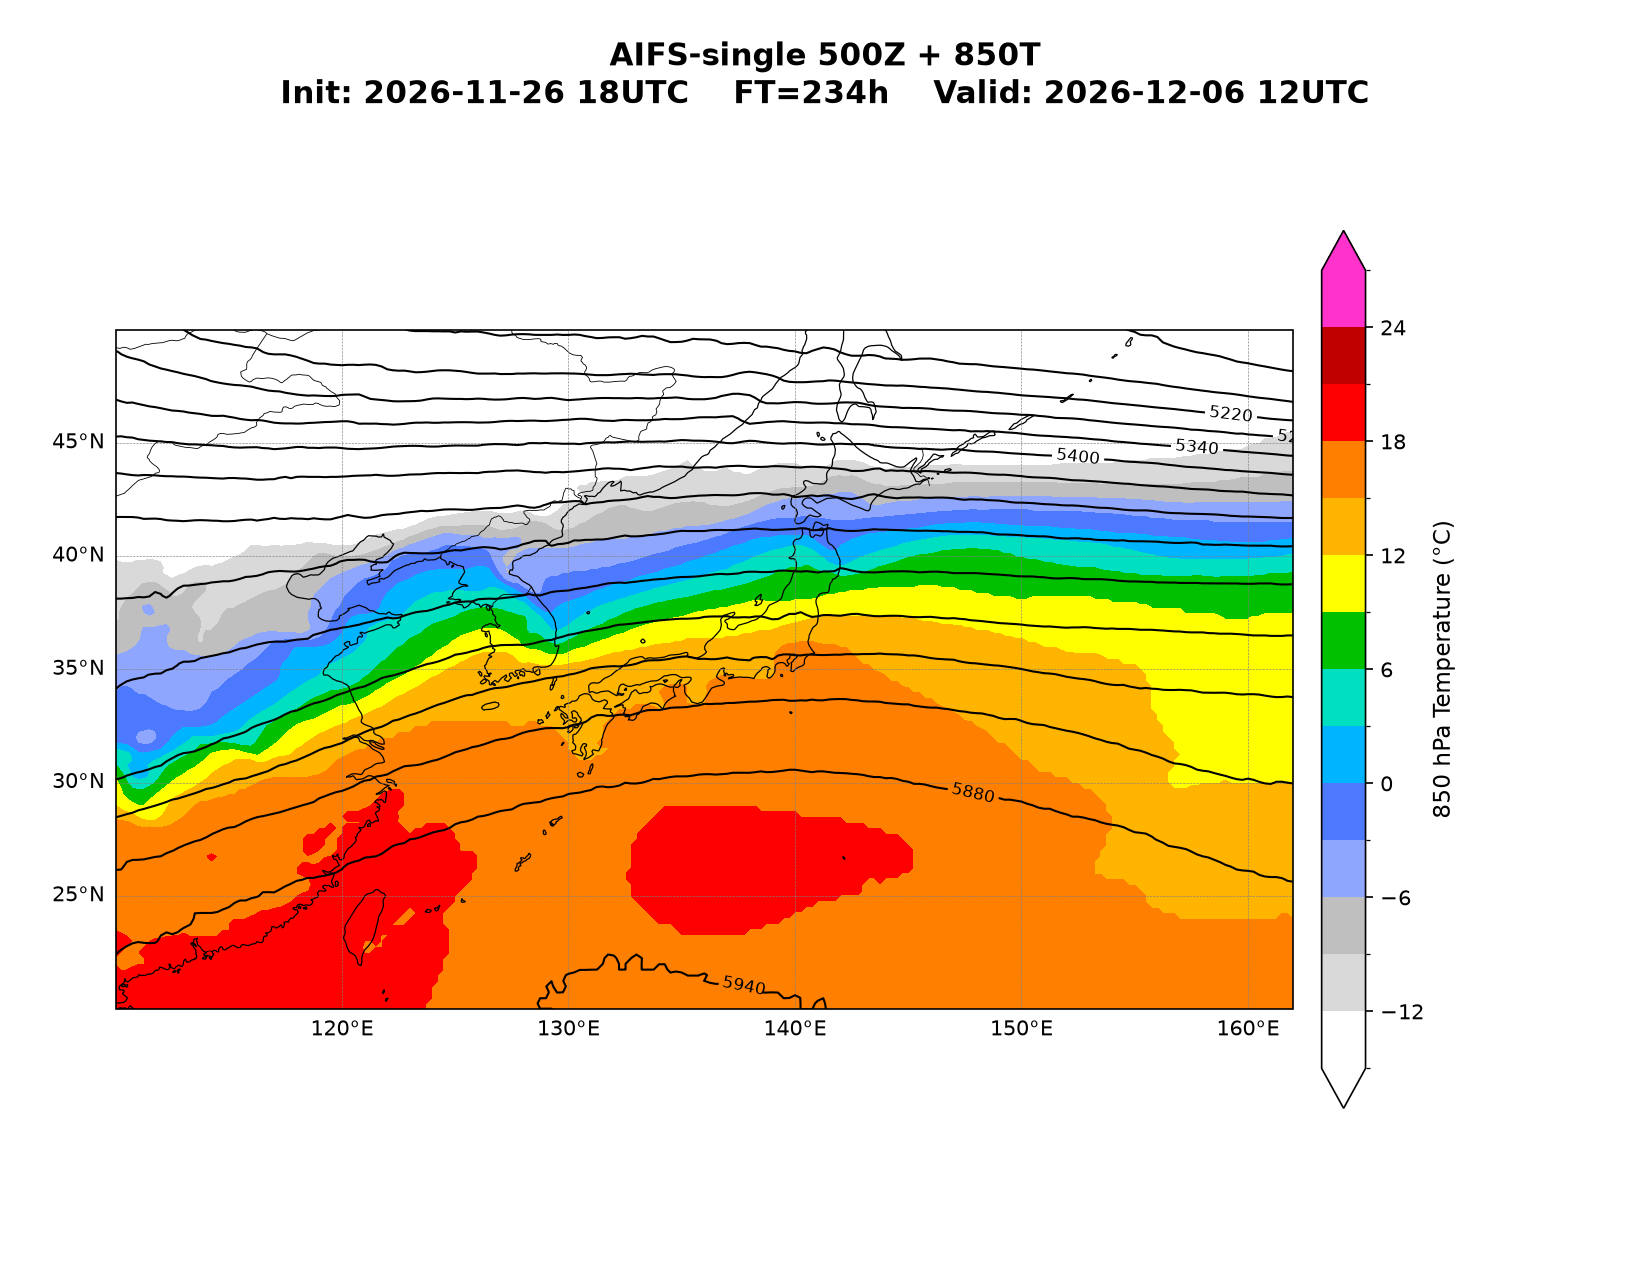 AIFS-single 500Z + 850T
Init: 2026-11-26 18UTC    FT=234h    Valid: 2026-12-06 12UTC
24
18
12
6
0
−6
−12
850 hPa Temperature (°C)
45°N
40°N
35°N
30°N
25°N
5220
52
5340
5400
5880
5940
120°E
130°E
140°E
150°E
160°E